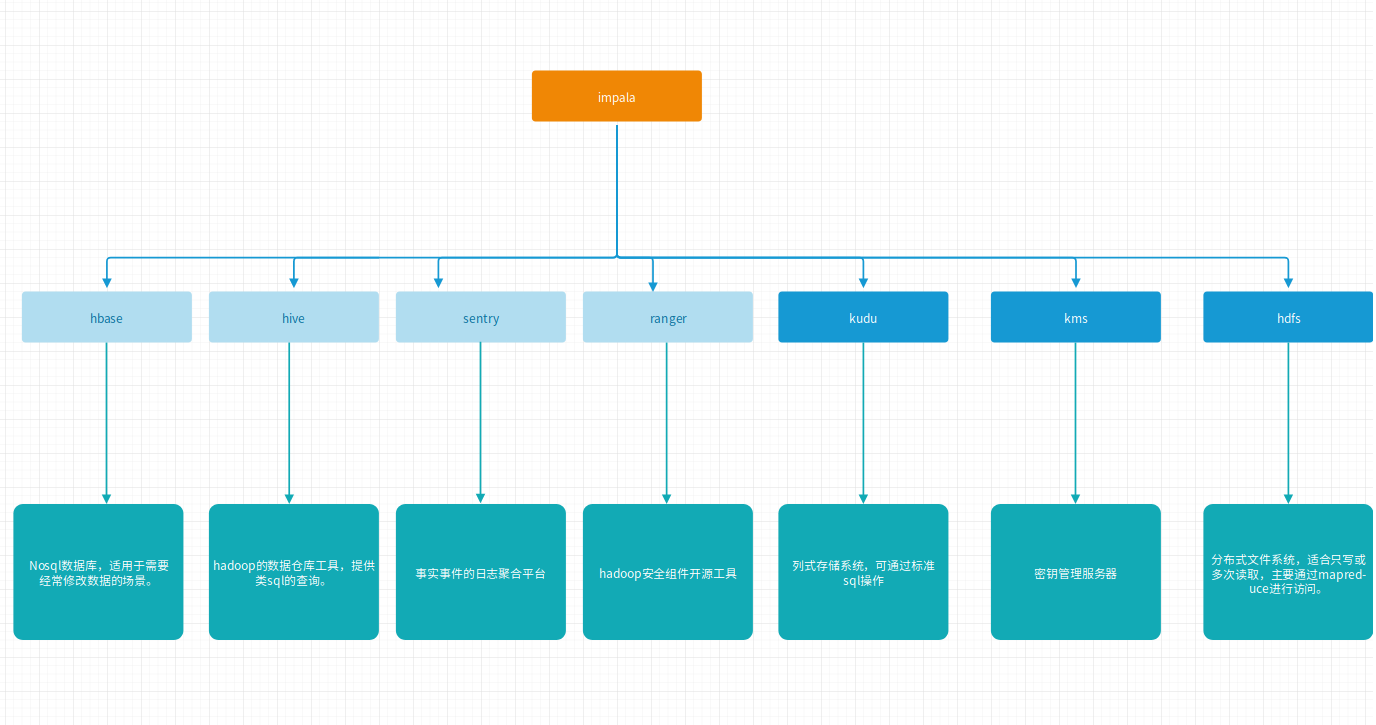 impala
hbase
hive
sentry
ranger
kudu
kms
hdfs
Nosql数据库，适用于需要
经常修改数据的场景。
hadoop的数据仓库工具，提供
类sql的查询。
事实事件的日志聚合平台
hadoop安全组件开源工具
列式存储系统，可通过标准
sql操作
密钥管理服务器
分布式文件系统，适合只写或
多次读取，主要通过mapred-
uce进行访问。